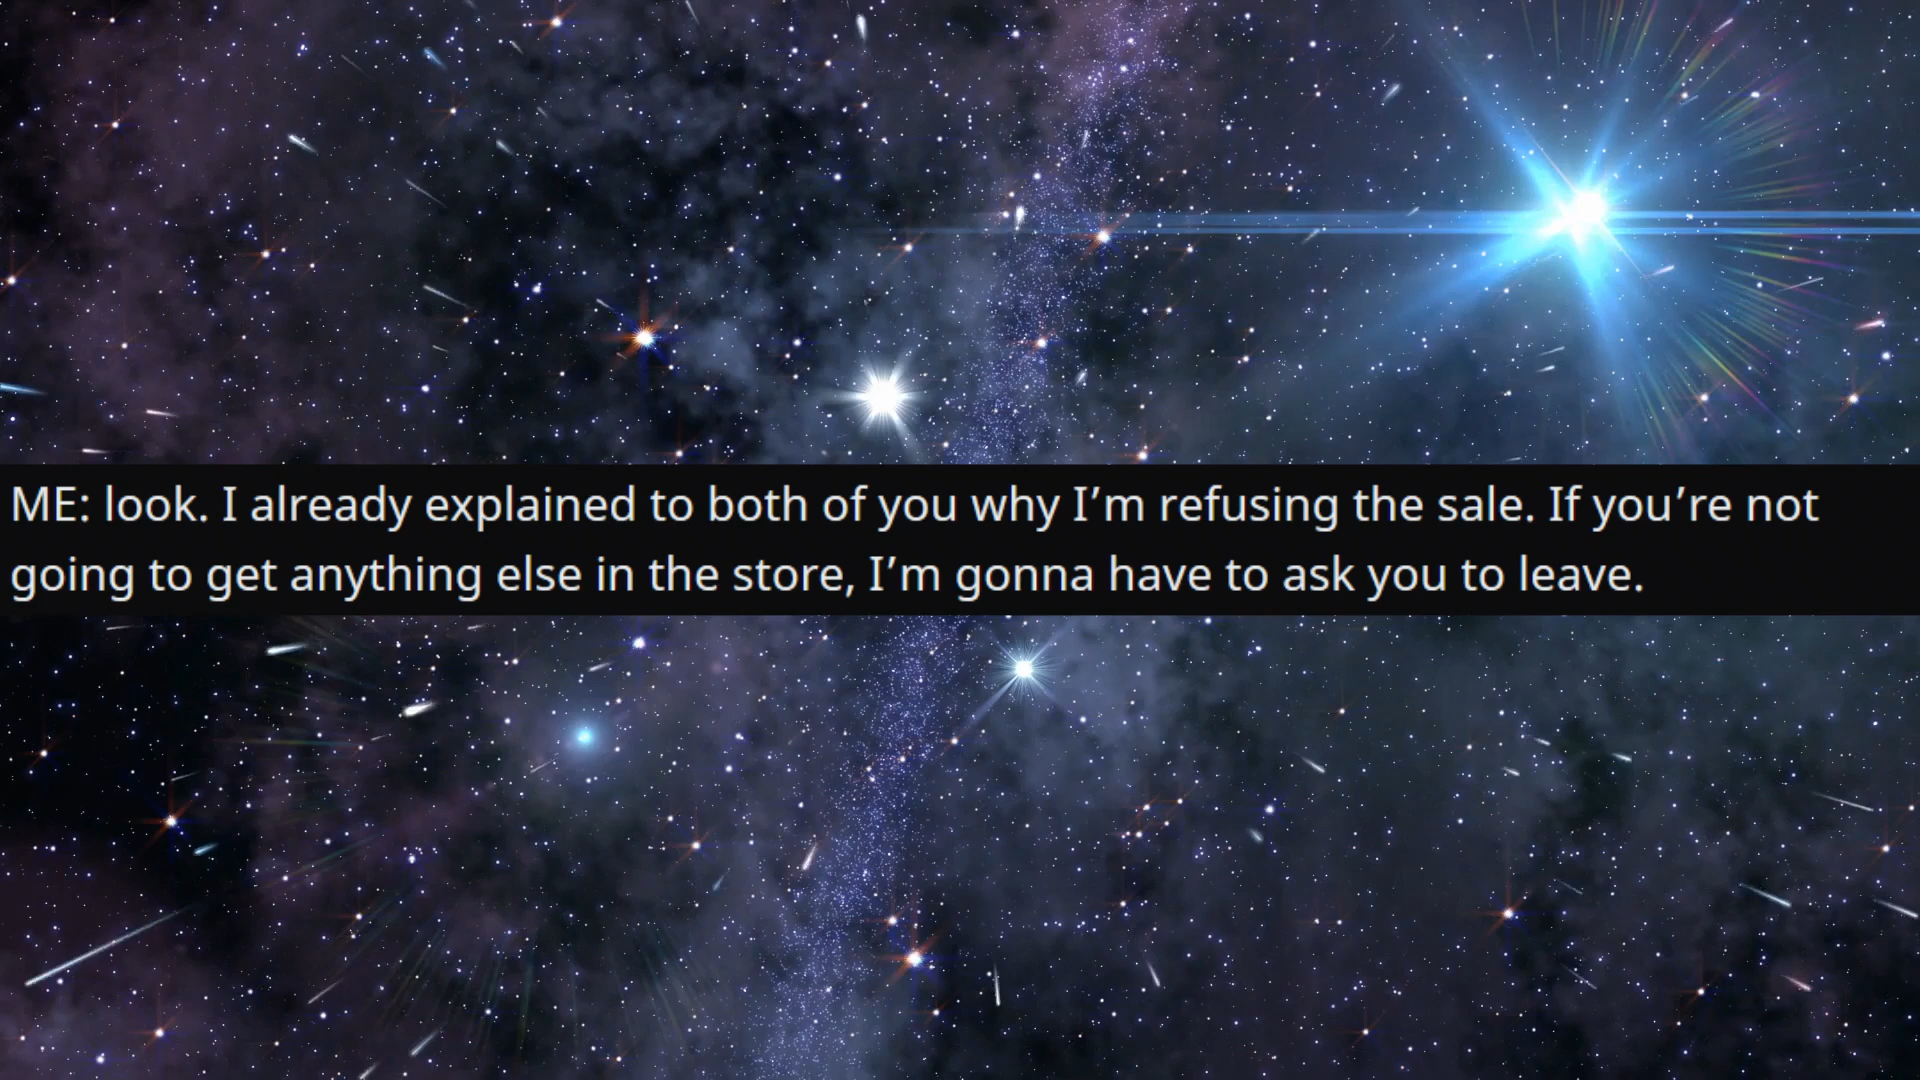 ME: look. I already explained to both of you why I’m refusing the sale. If you’re not
going to get anything else in the store, I’m gonna have to ask you to leave.